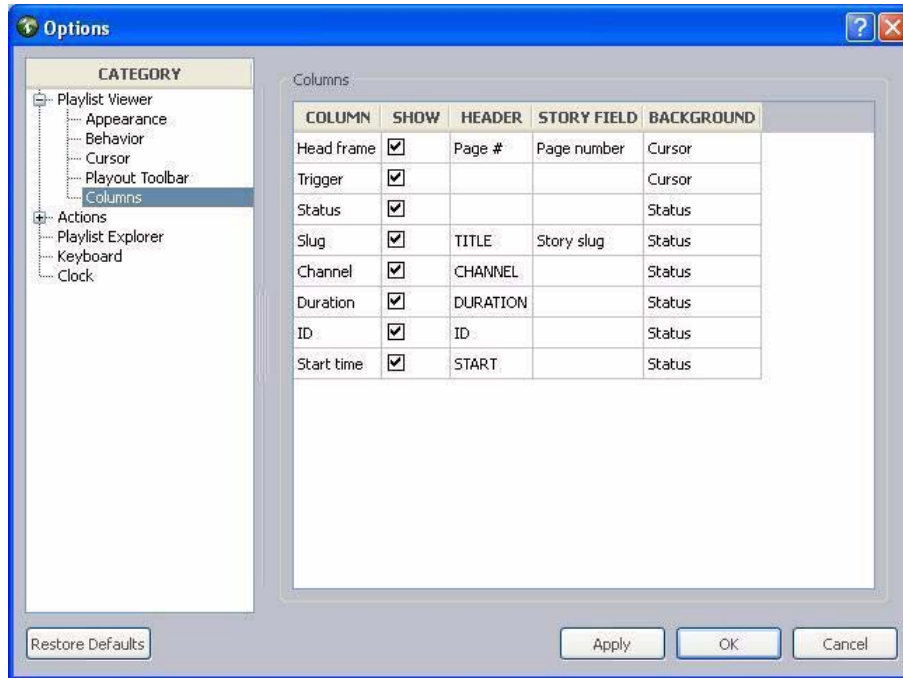 Options
CATEGORY
Playlist Viewer
Appearance
Behavior
Cursor
Playout Toolbar
Columns
Actions
Playlist Explorer
Keyboard
Clock
Columns
COLUMN SHOW HEADER STORY FIELD BACKGROUND
Head frame Page # Page number Cursor
Trigger Cursor
Status Status
Slug TITLE Story slug Status
Channel CHANNEL Status
Duration DURATION Status
ID ID Status
Start time START Status
Restore Defaults Apply OK Cancel